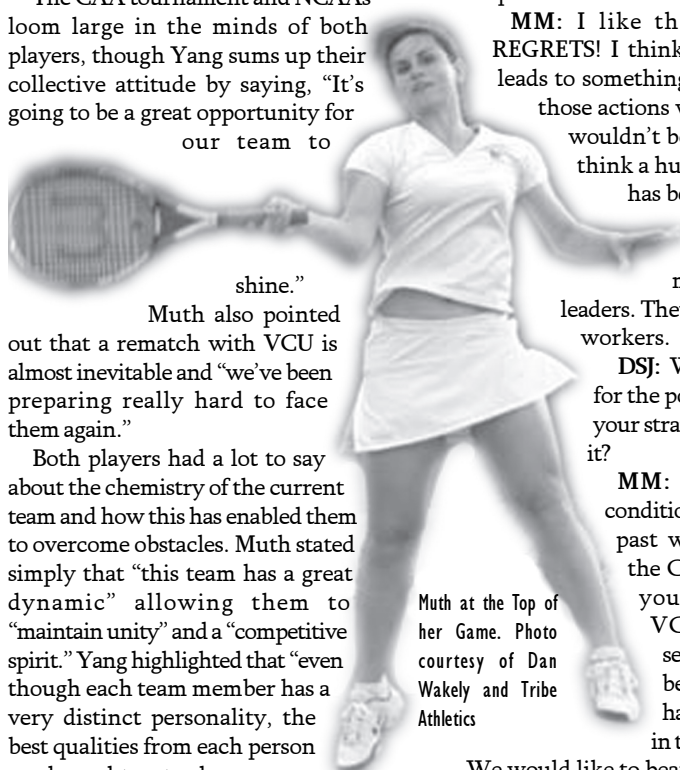 The CAA tournament and NCAAs
loom large in the minds of both
players, though Yang sums up their
collective attitude by saying, “It’s
going to be a great opportunity for
our team to
shine.”
Muth also pointed
out that a rematch with VCU is
almost inevitable and “we’ve been
preparing really hard to face
them again.”
Both players had a lot to say
about the chemistry of the current
team and how this has enabled them
to overcome obstacles. Muth stated
simply that “this team has a great
dynamic” allowing them to
“maintain unity” and a “competitive
spirit.” Yang highlighted that “even
though each team member has a
very distinct personality, the
best qualities from each person
Muth at the Top of
her Game. Photo
courtesy of Dan
Wakely and Tribe
Athletics
MM: I like th
REGRETS! I think
leads to something
those actions
wouldn’t b
think a hu
has b
leaders. They
workers.
DSJ: W
for the po
your stra
it?
MM:
conditio
past w
the C
you
VC
se
be
ha
in t
We would like to